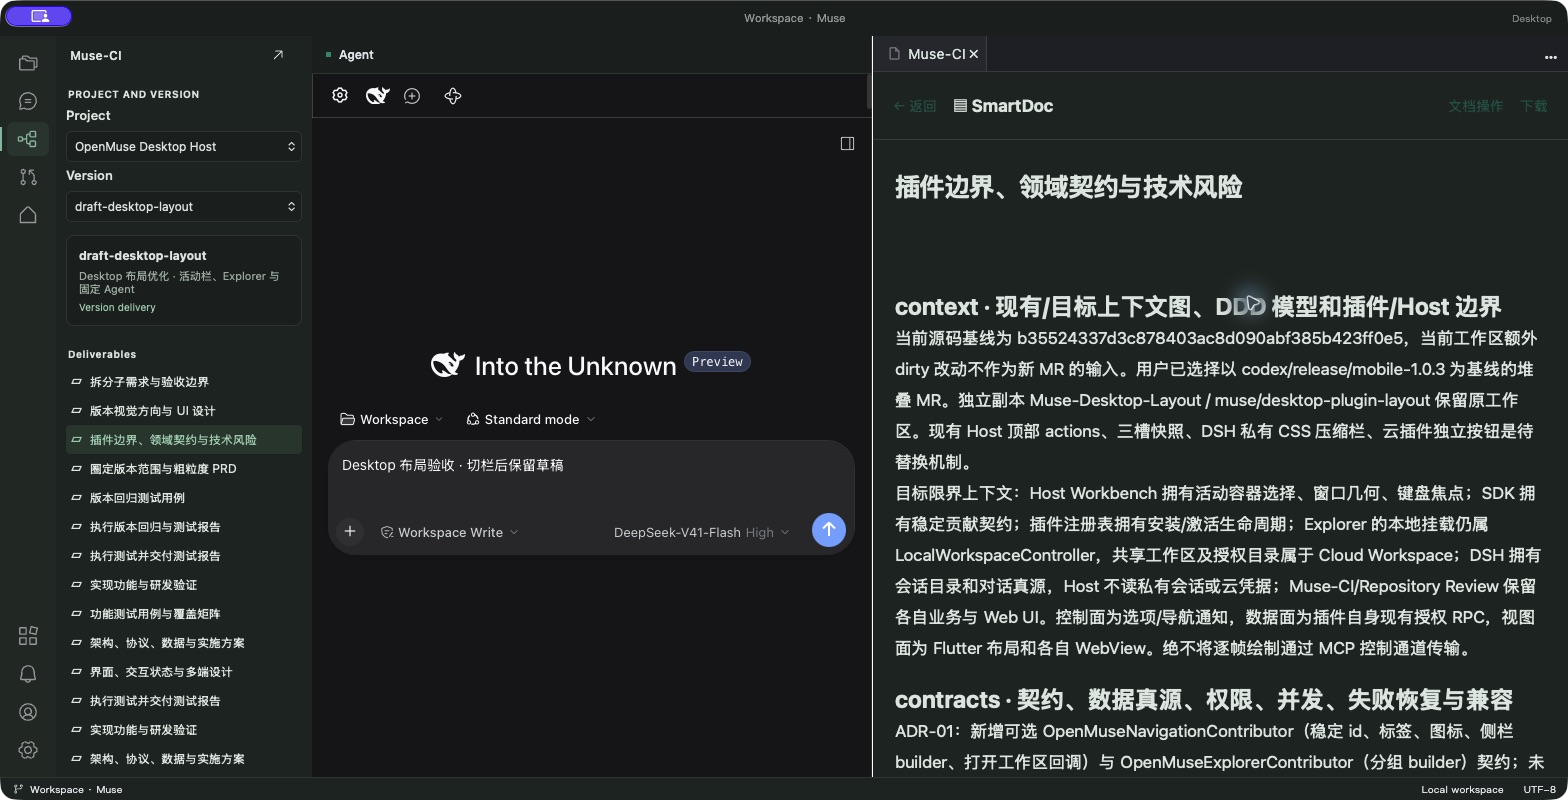 Workspace · Muse
Desktop
Muse-CI
PROJECT AND VERSION
Project
OpenMuse Desktop Host
Version
draft-desktop-layout
draft-desktop-layout
Desktop 布局优化 · 活动栏、Explorer 与
固定 Agent
Version delivery
Deliverables
拆分子需求与验收边界
版本视觉方向与 UI 设计
插件边界、领域契约与技术风险
圈定版本范围与粗粒度 PRD
版本回归测试用例
执行版本回归与测试报告
执行测试并交付测试报告
实现功能与研发验证
功能测试用例与覆盖矩阵
架构、协议、数据与实施方案
界面、交互状态与多端设计
执行测试并交付测试报告
实现功能与研发验证
架构、协议、数据与实施方案
Agent
Into the Unknown
Preview
Workspace
Standard mode
Desktop 布局验收 · 切栏后保留草稿
Workspace Write
DeepSeek-V41-Flash High
Muse-CI
← 返回
SmartDoc
文档操作
下载
插件边界、领域契约与技术风险
context · 现有/目标上下文图、DDD 模型和插件/Host 边界
当前源码基线为 b35524337d3c878403ac8d090abf385b423ff0e5，当前工作区额外
dirty 改动不作为新 MR 的输入。用户已选择以 codex/release/mobile-1.0.3 为基线的堆
叠 MR。独立副本 Muse-Desktop-Layout / muse/desktop-plugin-layout 保留原工作
区。现有 Host 顶部 actions、三槽快照、DSH 私有 CSS 压缩栏、云插件独立按钮是待
替换机制。
目标限界上下文：Host Workbench 拥有活动容器选择、窗口几何、键盘焦点；SDK 拥
有稳定贡献契约；插件注册表拥有安装/激活生命周期；Explorer 的本地挂载仍属
LocalWorkspaceController，共享工作区及授权目录属于 Cloud Workspace；DSH 拥有
会话目录和对话真源，Host 不读私有会话或云凭据；Muse-CI/Repository Review 保留
各自业务与 Web UI。控制面为选项/导航通知，数据面为插件自身现有授权 RPC，视图
面为 Flutter 布局和各自 WebView。绝不将逐帧绘制通过 MCP 控制通道传输。
contracts · 契约、数据真源、权限、并发、失败恢复与兼容
ADR-01：新增可选 OpenMuseNavigationContributor（稳定 id、标签、图标、侧栏
builder、打开工作区回调）与 OpenMuseExplorerContributor（分组 builder）契约；未
Workspace · Muse
Local workspace
UTF-8